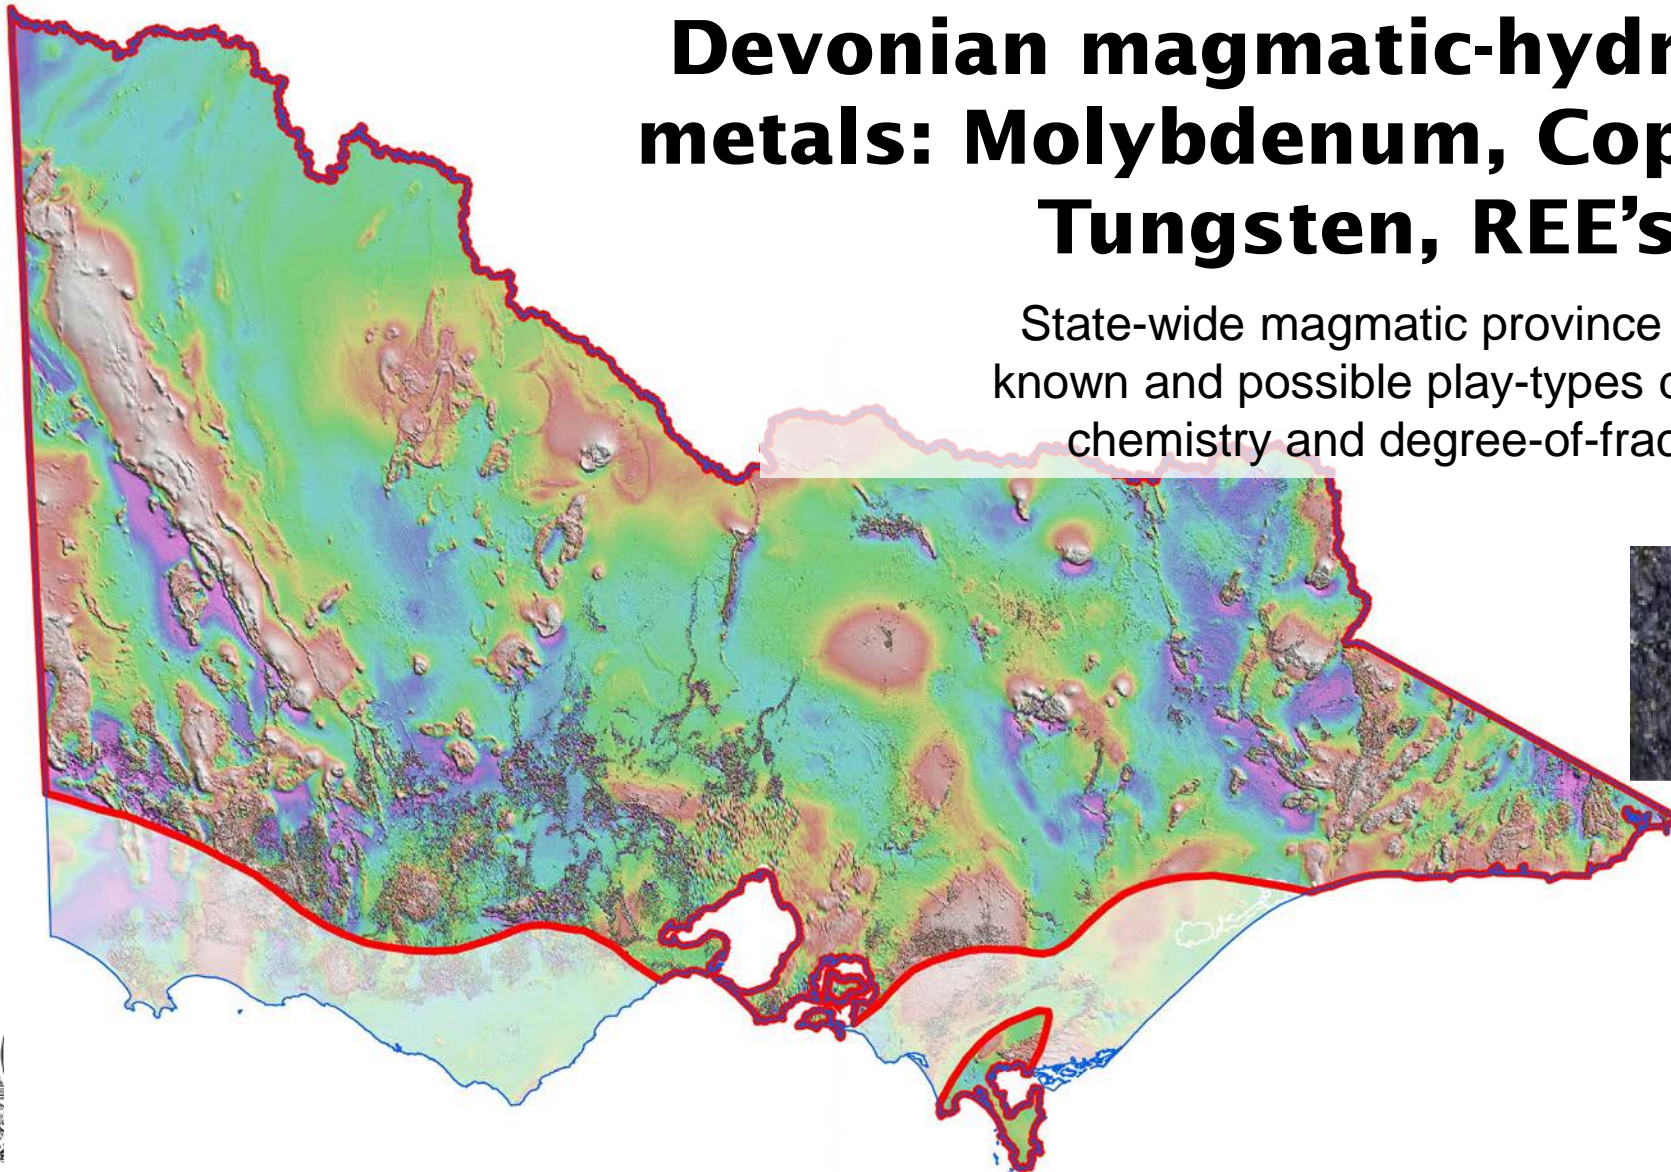 Devonian magmatic-hydr
metals: Molybdenum, Cop
Tungsten, REE’s
State-wide magmatic province
known and possible play-types
chemistry and degree-of-frac